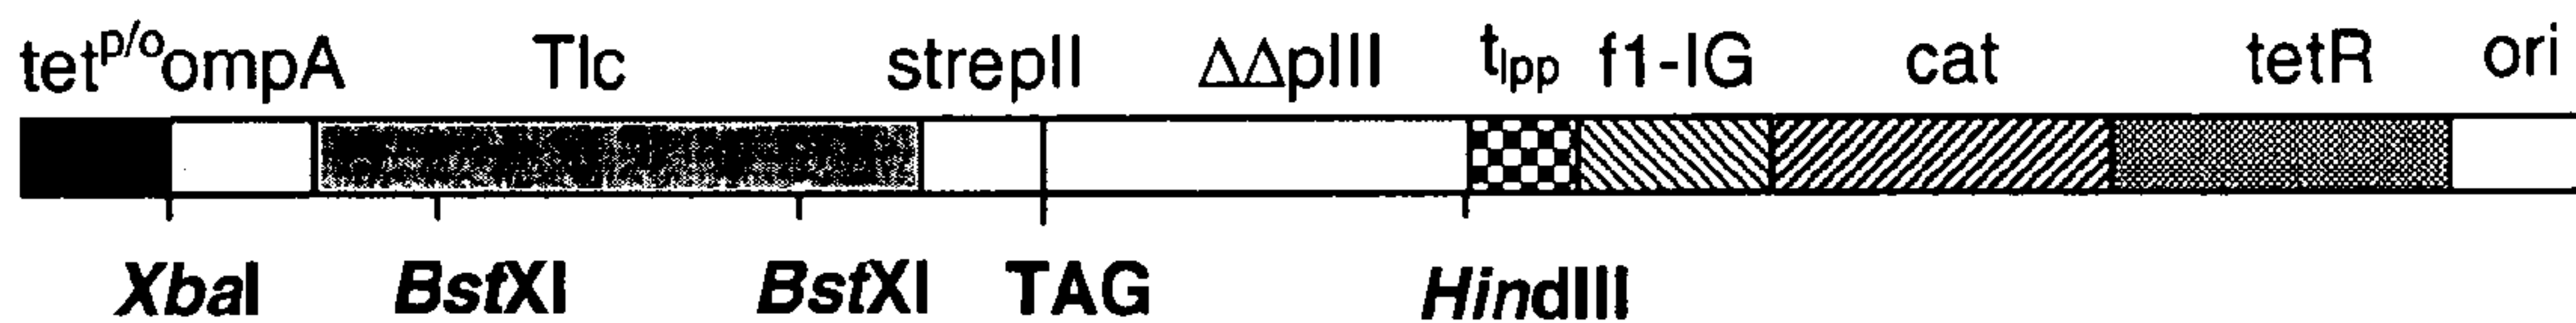 tetᵖ/ᵒompA Tlc strepII ΔΔpIII tlpp f1-IG cat tetR ori
XbaI BstXI BstXI TAG HindIII